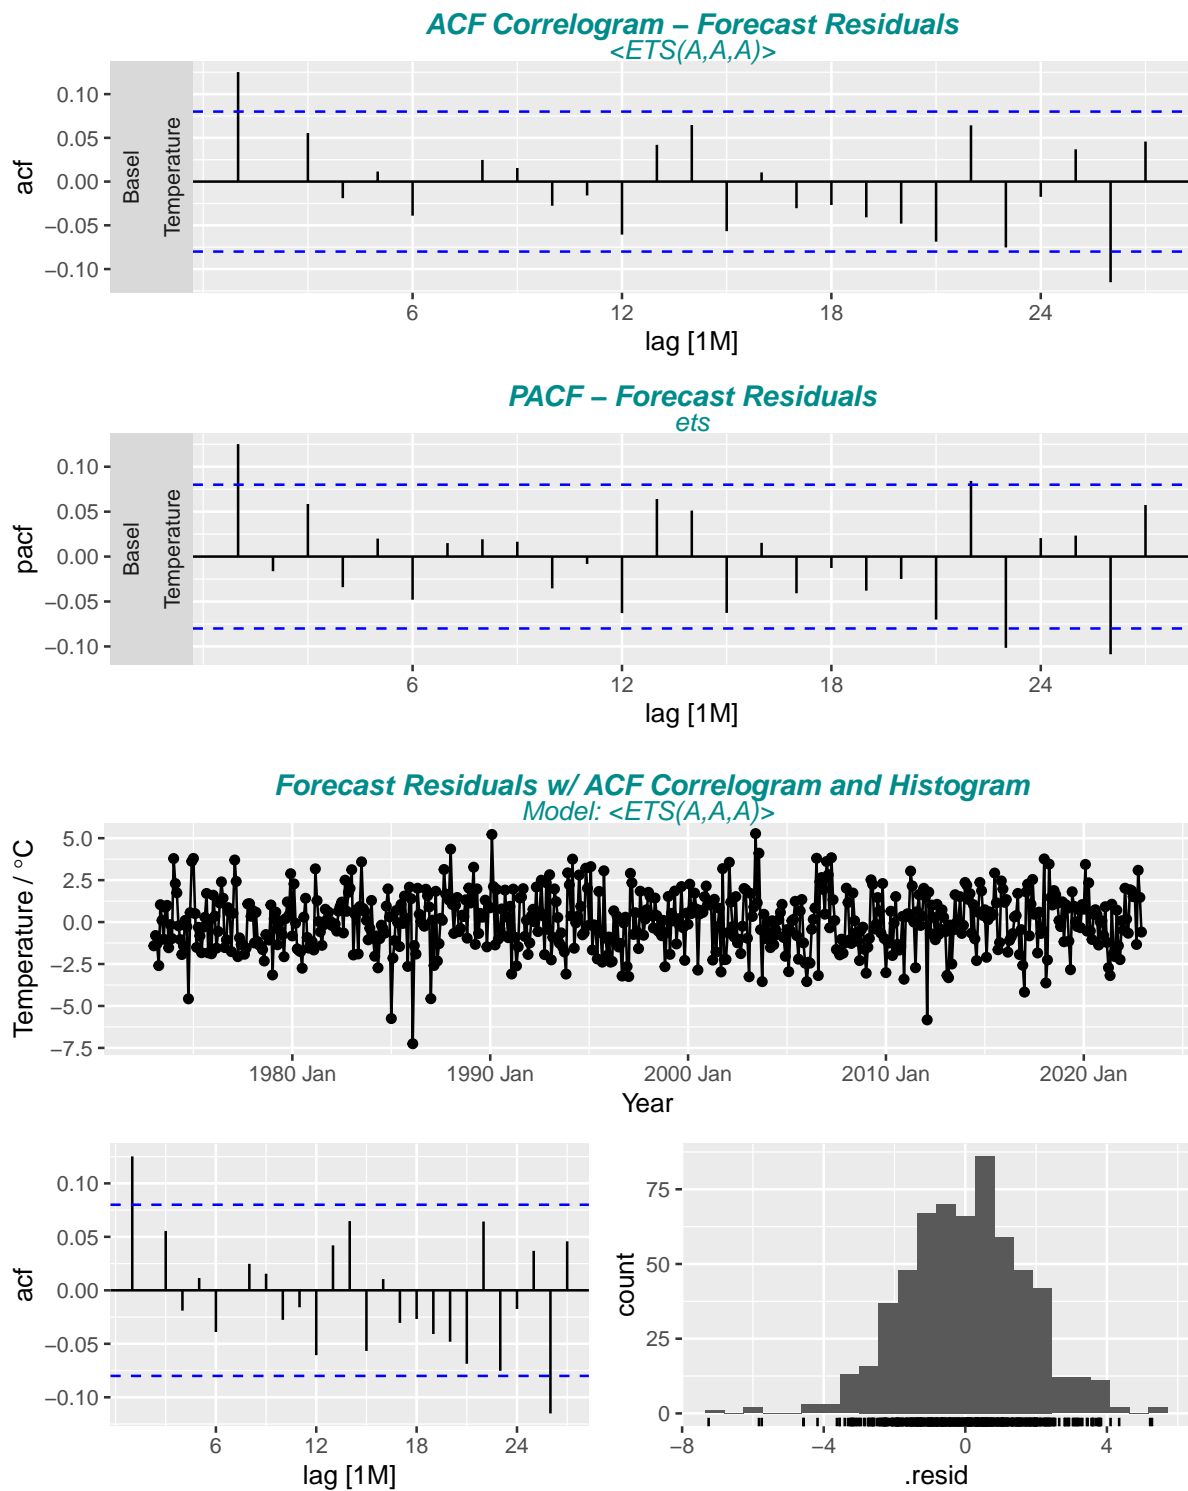 ACF Correlogram – Forecast Residuals
<ETS(A,A,A)>
acf
0.10
0.05
0.00
−0.05
−0.10
Basel
Temperature
6
12
18
24
lag [1M]
PACF – Forecast Residuals
ets
pacf
0.10
0.05
0.00
−0.05
−0.10
Basel
Temperature
6
12
18
24
lag [1M]
Forecast Residuals w/ ACF Correlogram and Histogram
Model: <ETS(A,A,A)>
Temperature / °C
5.0
2.5
0.0
−2.5
−5.0
−7.5
1980 Jan
1990 Jan
2000 Jan
2010 Jan
2020 Jan
Year
acf
0.10
0.05
0.00
−0.05
−0.10
6
12
18
24
lag [1M]
count
75
50
25
0
−8
−4
0
4
.resid